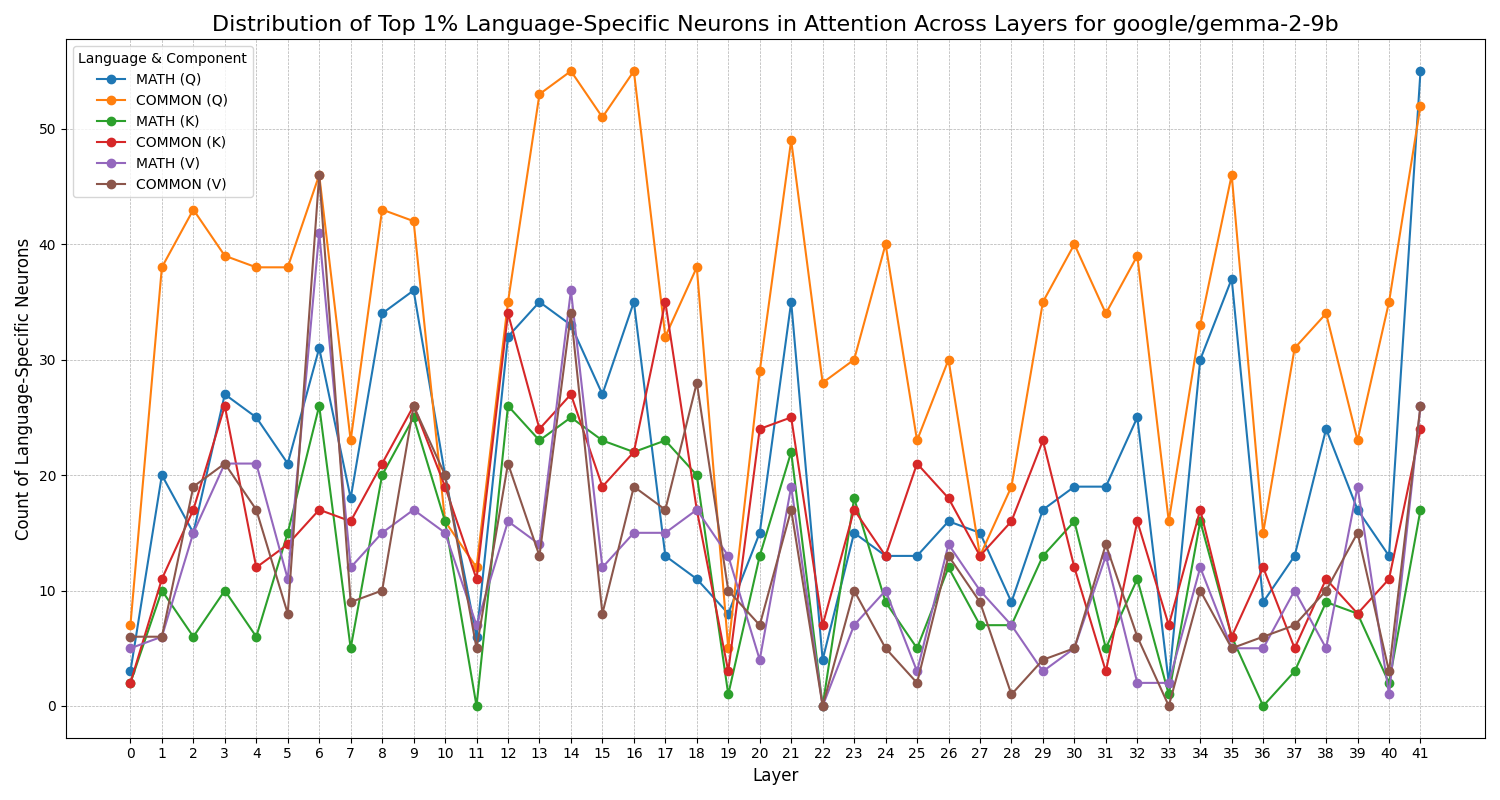 Distribution of Top 1% Language-Specific Neurons in Attention Across Layers for google/gemma-2-9b
Language & Component
MATH (Q)
COMMON (Q)
MATH (K)
COMMON (K)
MATH (V)
COMMON (V)
Count of Language-Specific Neurons
50
40
30
20
10
0
0 1 2 3 4 5 6 7 8 9 10 11 12 13 14 15 16 17 18 19 20 21 22 23 24 25 26 27 28 29 30 31 32 33 34 35 36 37 38 39 40 41
Layer